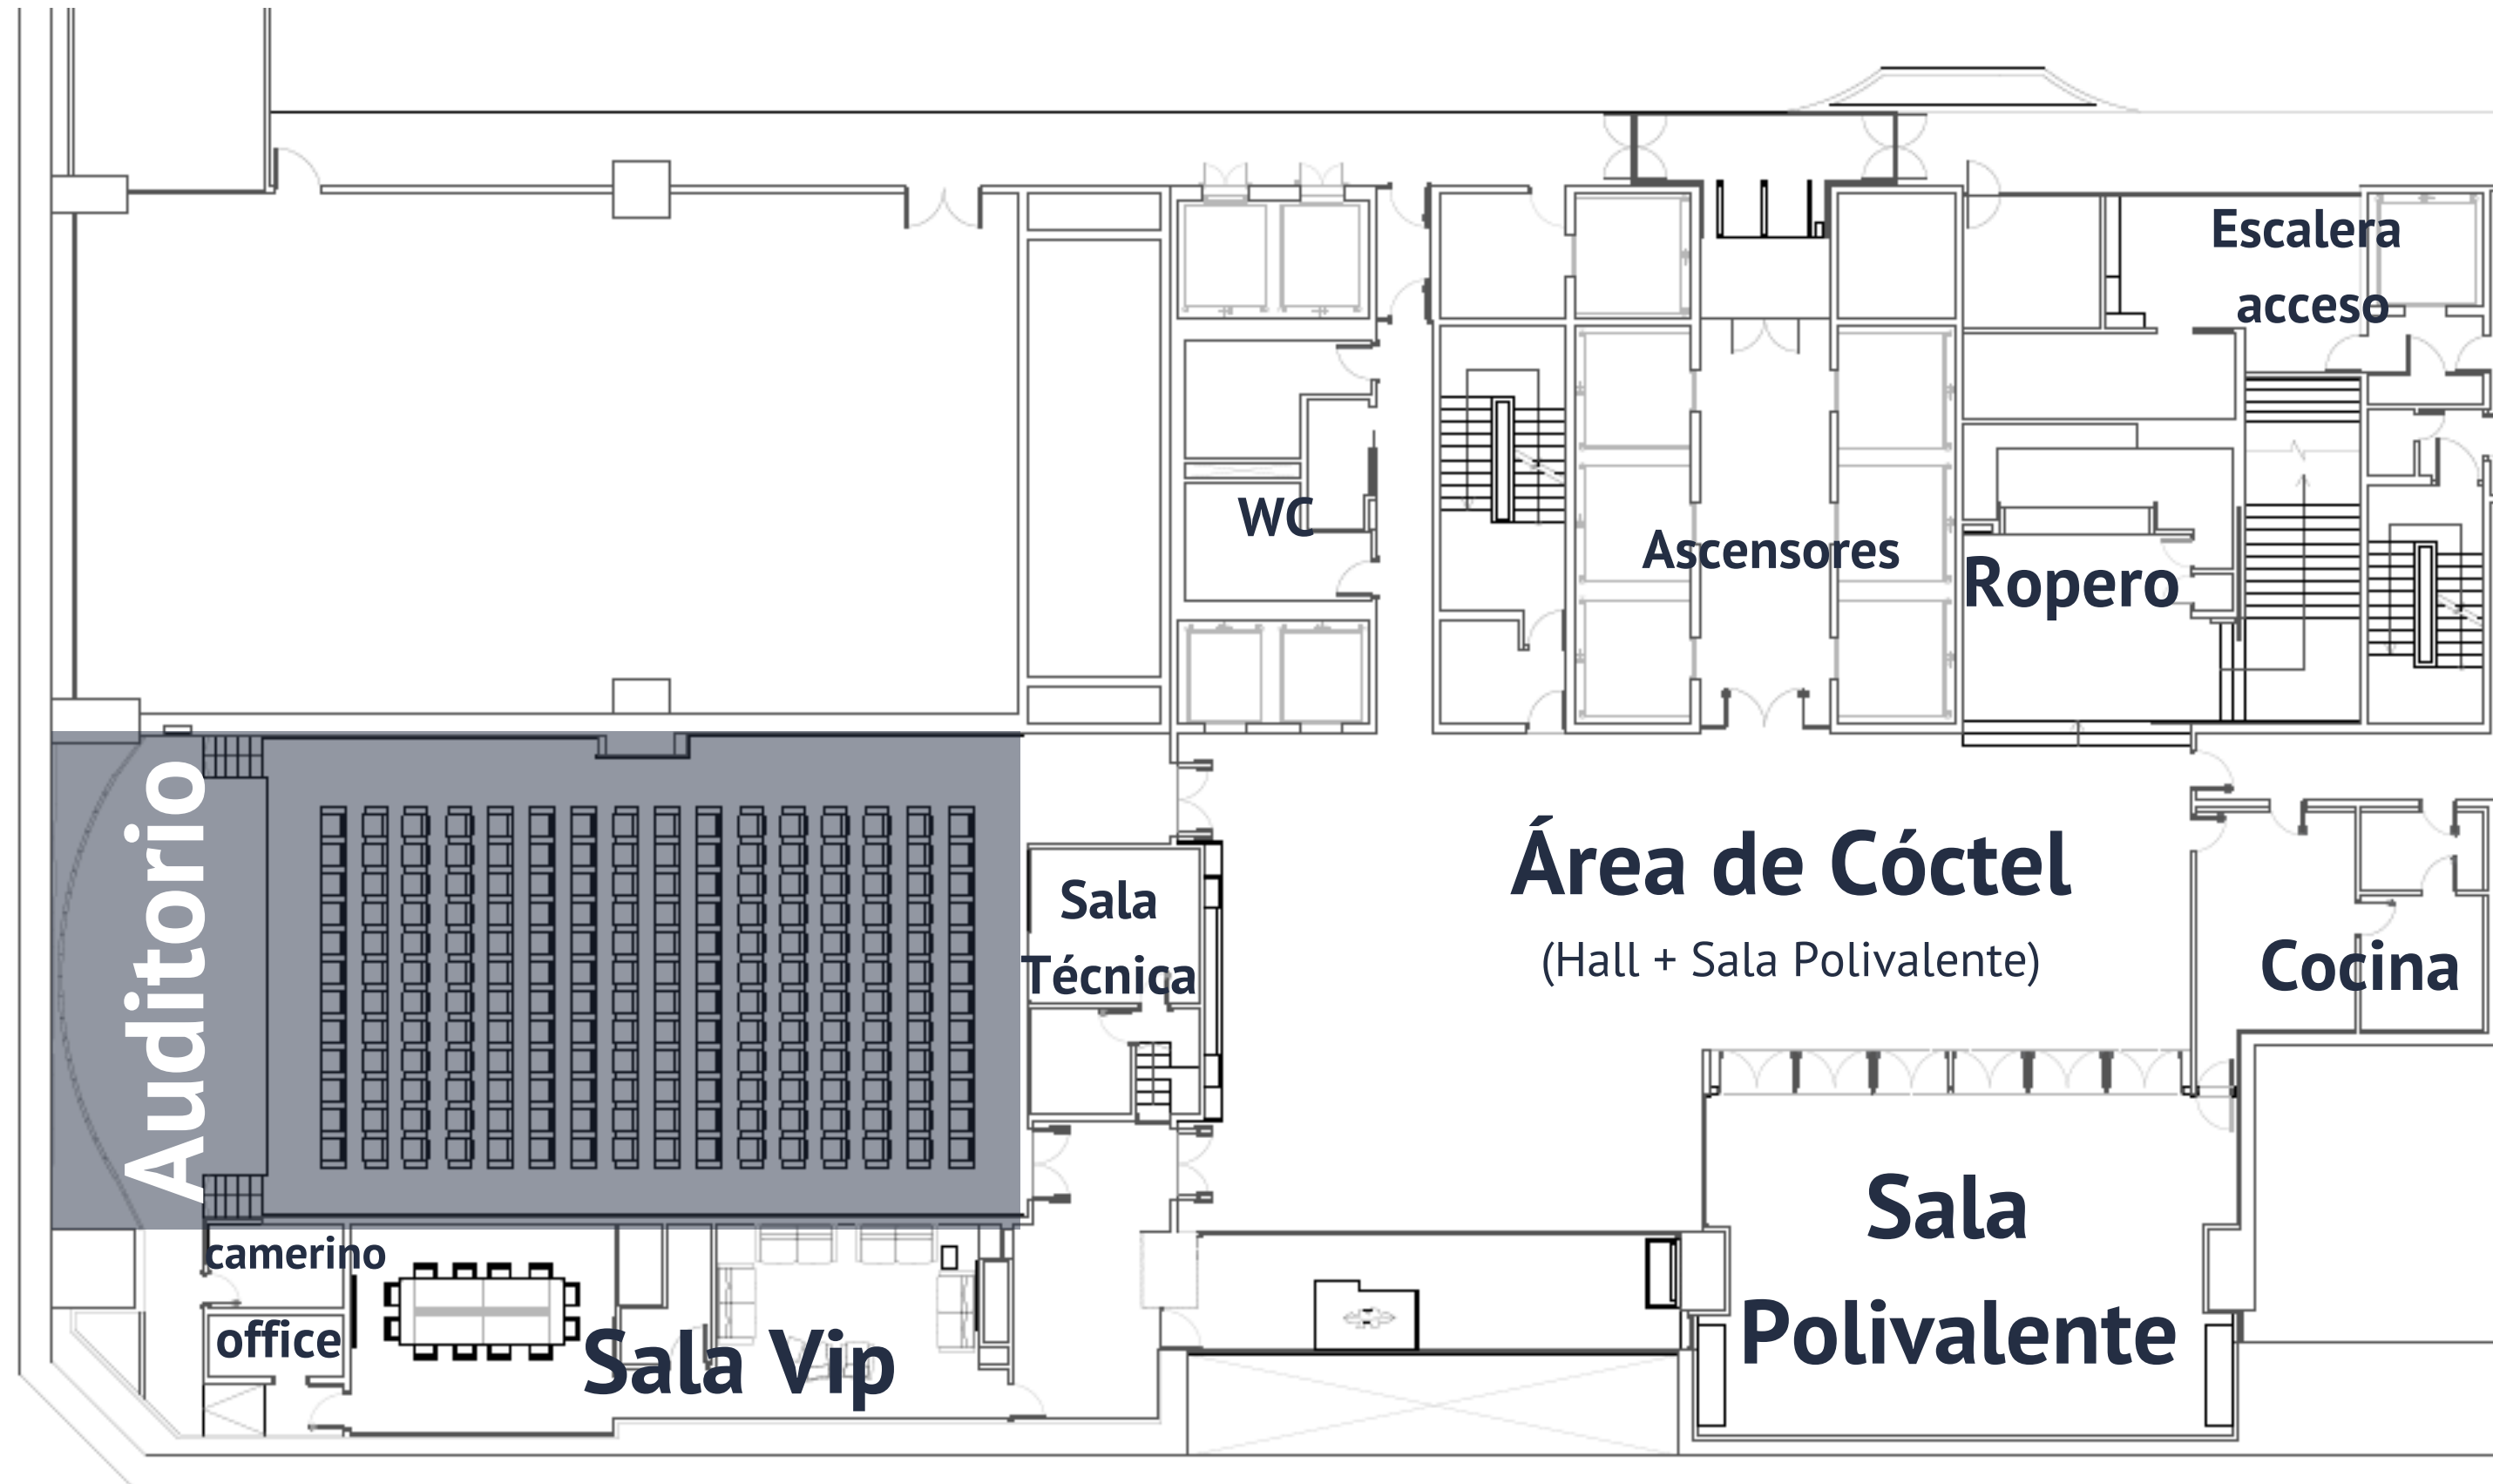 Escalera
acceso
WC
Ascensores
Ropero
Auditorio
Sala
Técnica
Área de Cóctel
(Hall + Sala Polivalente)
Cocina
Sala
Polivalente
camerino
office
Sala Vip